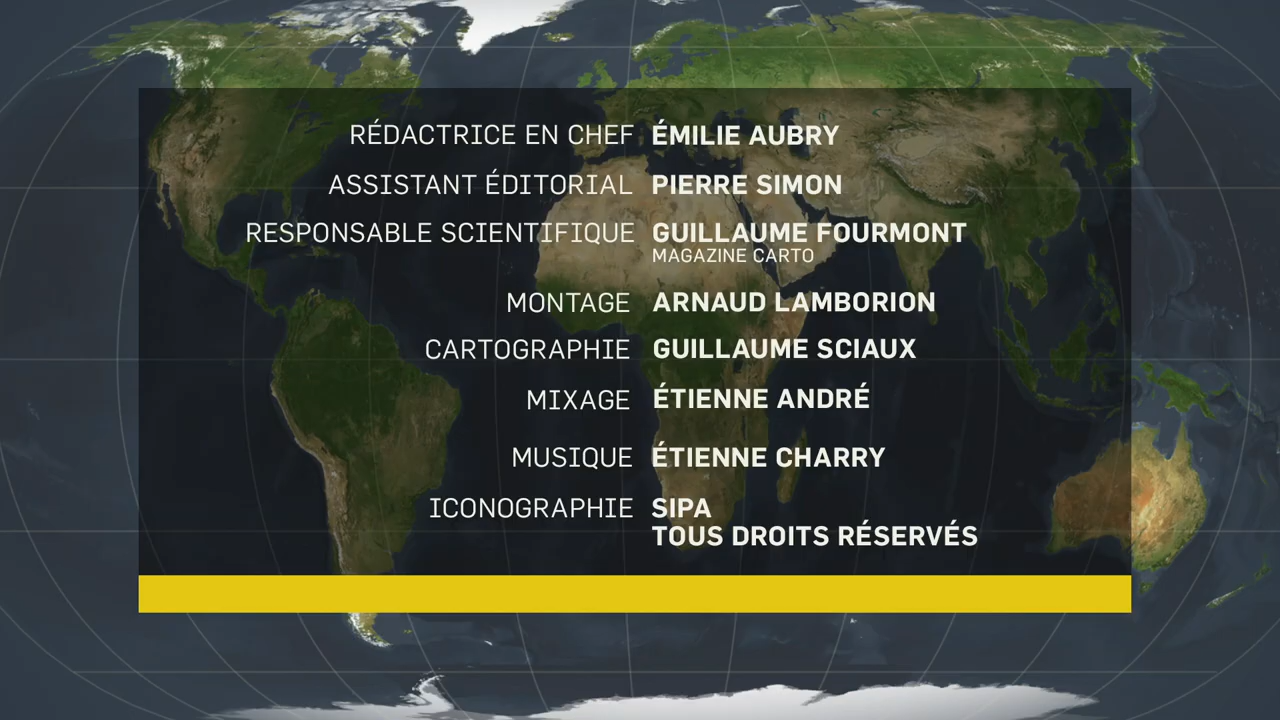 RÉDACTRICE EN CHEF ÉMILIE AUBRY
ASSISTANT ÉDITORIAL PIERRE SIMON
RESPONSABLE SCIENTIFIQUE GUILLAUME FOURMONT
MAGAZINE CARTO
MONTAGE ARNAUD LAMBORION
CARTOGRAPHIE GUILLAUME SCIAUX
MIXAGE ÉTIENNE ANDRÉ
MUSIQUE ÉTIENNE CHARRY
ICONOGRAPHIE SIPA
TOUS DROITS RÉSERVÉS